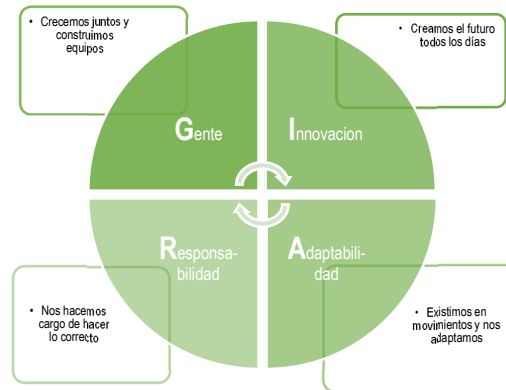 • Crecemos juntos y
construimos
equipos
• Creamos el futuro
todos los días
Gente
Innovacion
Responsa-
bilidad
Adaptabili-
dad
• Nos hacemos
cargo de hacer
lo correcto
• Existimos en
movimientos y nos
adaptamos